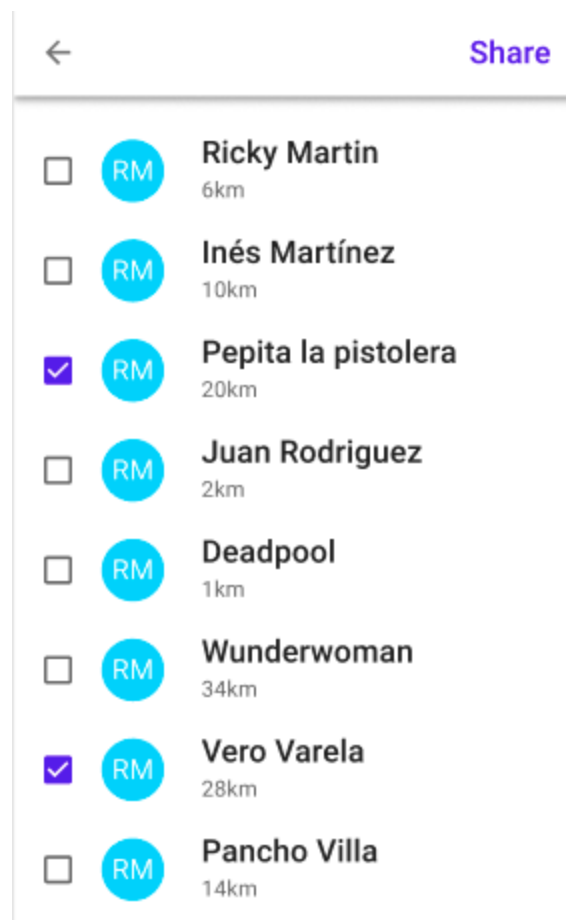 Share
RM Ricky Martin
6km
RM Inés Martínez
10km
RM Pepita la pistolera
20km
RM Juan Rodriguez
2km
RM Deadpool
1km
RM Wunderwoman
34km
RM Vero Varela
28km
RM Pancho Villa
14km